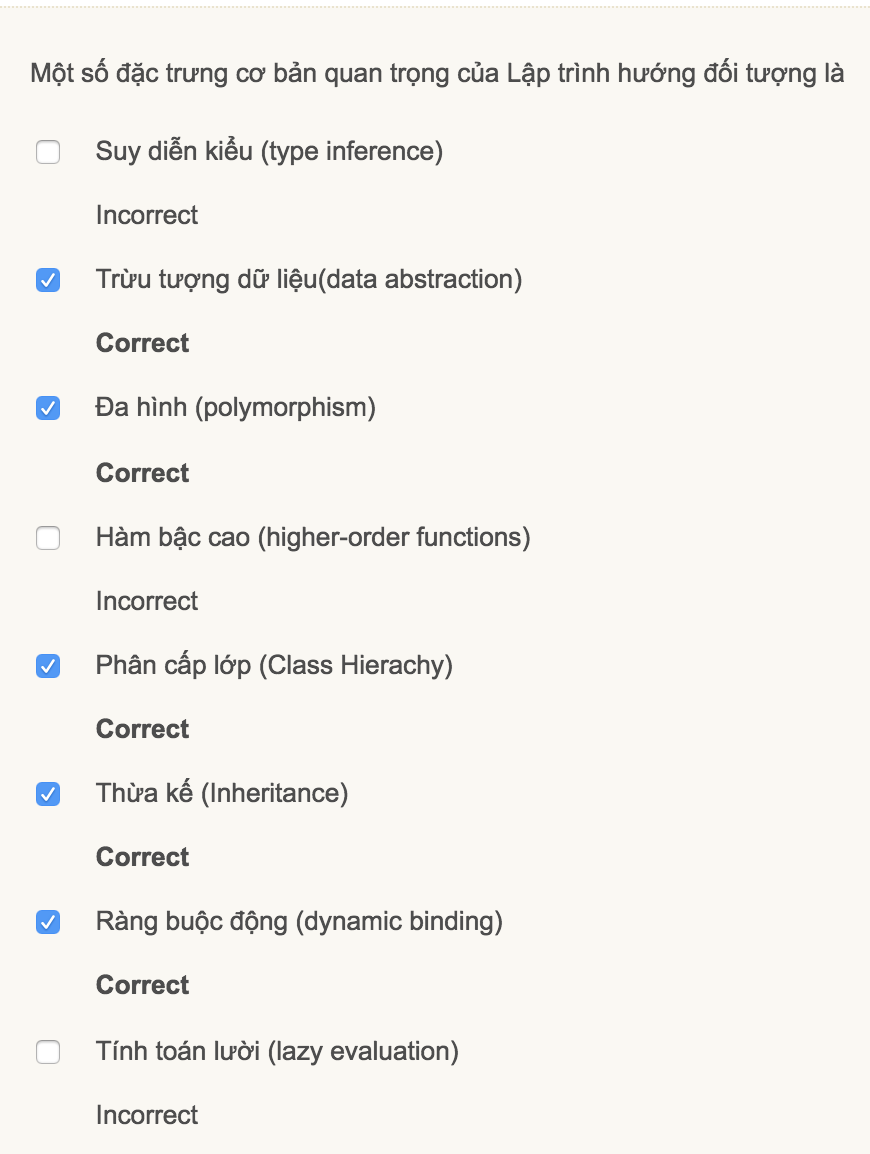 Một số đặc trưng cơ bản quan trọng của Lập trình hướng đối tượng là
Suy diễn kiểu (type inference)
Incorrect
Trừu tượng dữ liệu(data abstraction)
Correct
Đa hình (polymorphism)
Correct
Hàm bậc cao (higher-order functions)
Incorrect
Phân cấp lớp (Class Hierachy)
Correct
Thừa kế (Inheritance)
Correct
Ràng buộc động (dynamic binding)
Correct
Tính toán lười (lazy evaluation)
Incorrect